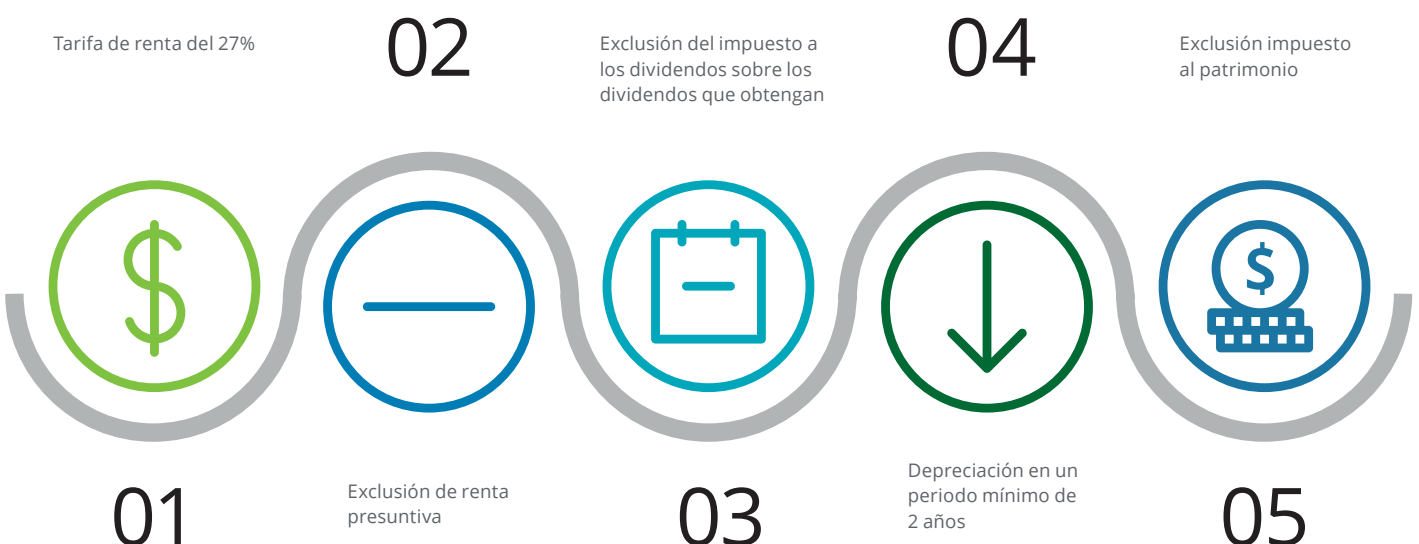 Tarifa de renta del 27%
01
02
Exclusión de renta
presuntiva
Exclusión del impuesto a
los dividendos sobre los
dividendos que obtengan
03
04
Depreciación en un
periodo mínimo de
2 años
Exclusión impuesto
al patrimonio
$
$
05